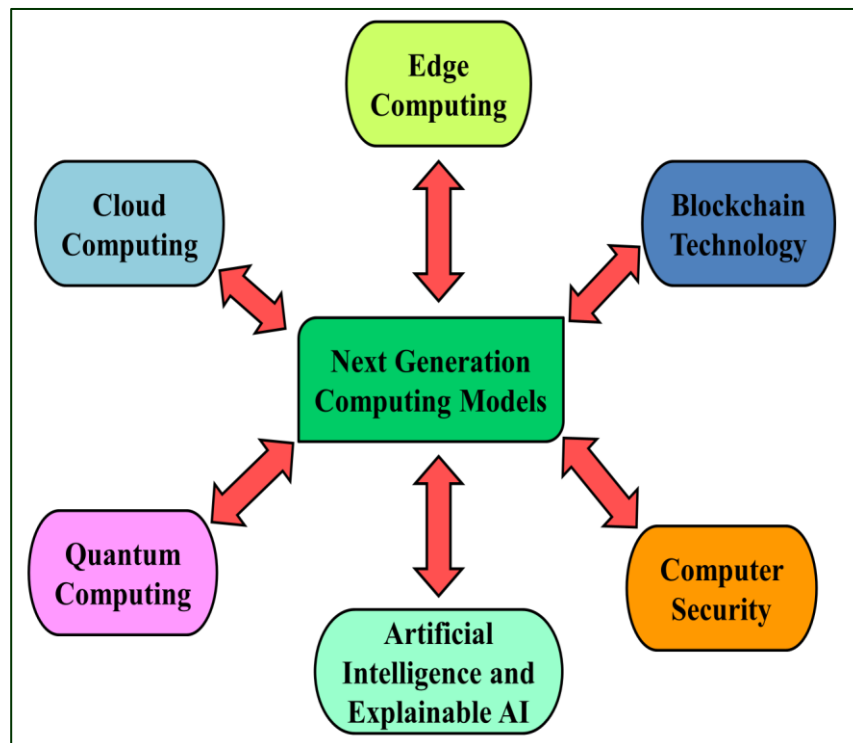 Edge
Computing
Cloud
Computing
Blockchain
Technology
Next Generation
Computing Models
Quantum
Computing
Computer
Security
Artificial
Intelligence and
Explainable AI